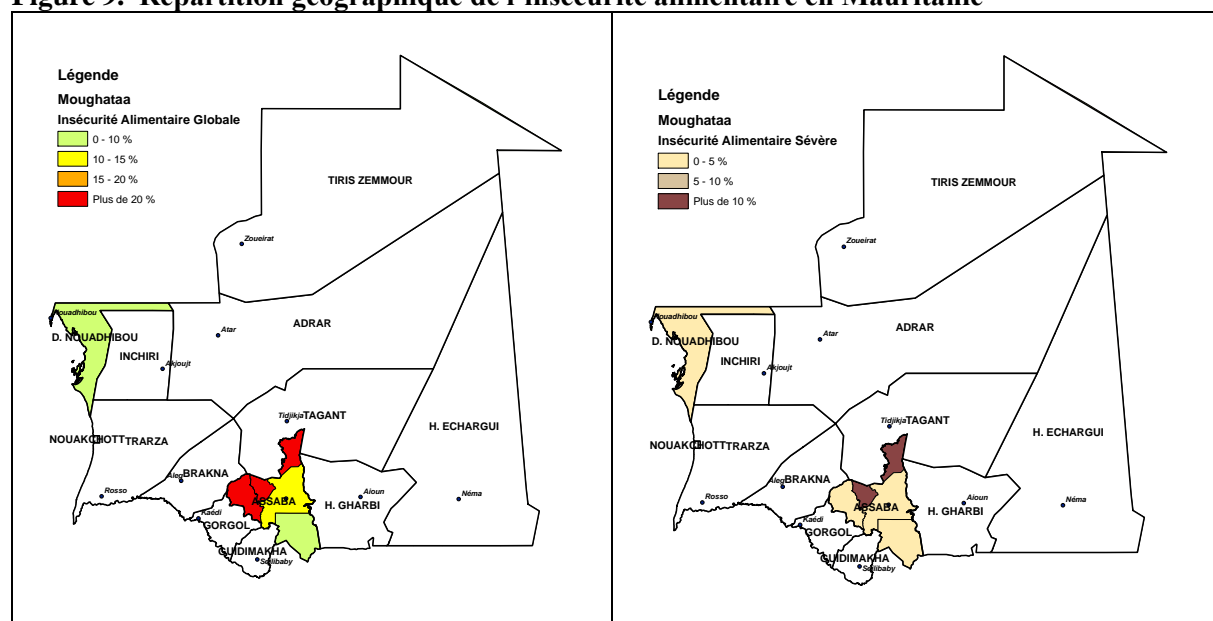 Figure 9. Répartition géographique de l'insécurité alimentaire en Mauritanie
Légende
Moughataa
Insécurité Alimentaire Globale
0 - 10 %
10 - 15 %
15 - 20 %
Plus de 20 %
TIRIS ZEMMOUR
Zoueirat
Nouadhibou
D. NOUADHIBOU
INCHIRI
Akjoujt
Atar
ADRAR
Tidjikja
TAGANT
H. ECHARGUI
NOUAKCHOTT
TRARZA
Aleg
BRAKNA
Rosso
ASSABA
Aioun
H. GHARBI
Néma
Kaédi
GORGOL
GUIDIMAKHA
Sélibaby
Légende
Moughataa
Insécurité Alimentaire Sévère
0 - 5 %
5 - 10 %
Plus de 10 %
TIRIS ZEMMOUR
Zoueirat
Nouadhibou
D. NOUADHIBOU
INCHIRI
Akjoujt
Atar
ADRAR
Tidjikja
TAGANT
H. ECHARGUI
NOUAKCHOTT
TRARZA
Aleg
BRAKNA
Rosso
ASSABA
Aioun
H. GHARBI
Néma
Kaédi
GORGOL
GUIDIMAKHA
Sélibaby